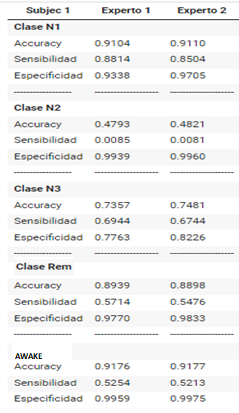 Subjec 1 Experto 1 Experto 2
Clase N1
Accuracy 0.9104 0.9110
Sensibilidad 0.8814 0.8504
Especificidad 0.9338 0.9705
-------------------- -------------------- --------------------
Clase N2
Accuracy 0.4793 0.4821
Sensibilidad 0.0085 0.0081
Especificidad 0.9939 0.9960
-------------------- -------------------- --------------------
Clase N3
Accuracy 0.7357 0.7481
Sensibilidad 0.6944 0.6744
Especificidad 0.7763 0.8226
-------------------- -------------------- --------------------
Clase Rem
Accuracy 0.8939 0.8898
Sensibilidad 0.5714 0.5476
Especificidad 0.9770 0.9833
-------------------- -------------------- --------------------
AWAKE
Accuracy 0.9176 0.9177
Sensibilidad 0.5254 0.5213
Especificidad 0.9959 0.9975